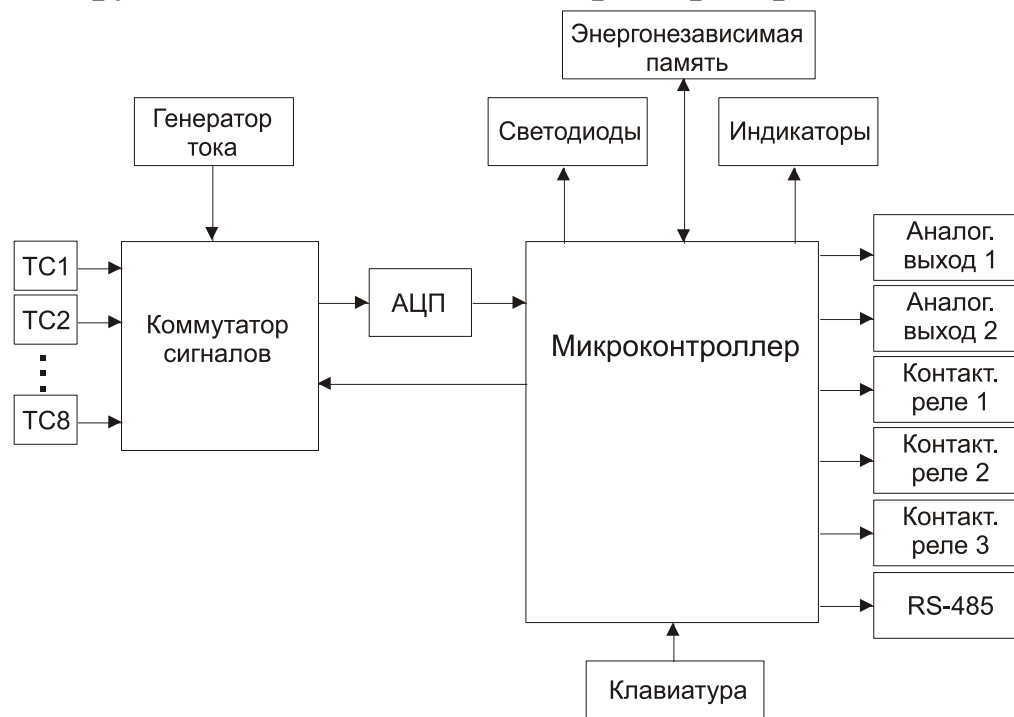 Энергонезависимая
память
Генератор
тока
Светодиоды
Индикаторы
ТС1
ТС2
ТС8
Коммутатор
сигналов
АЦП
Микроконтроллер
Аналог.
выход 1
Аналог.
выход 2
Контакт.
реле 1
Контакт.
реле 2
Контакт.
реле 3
RS-485
Клавиатура